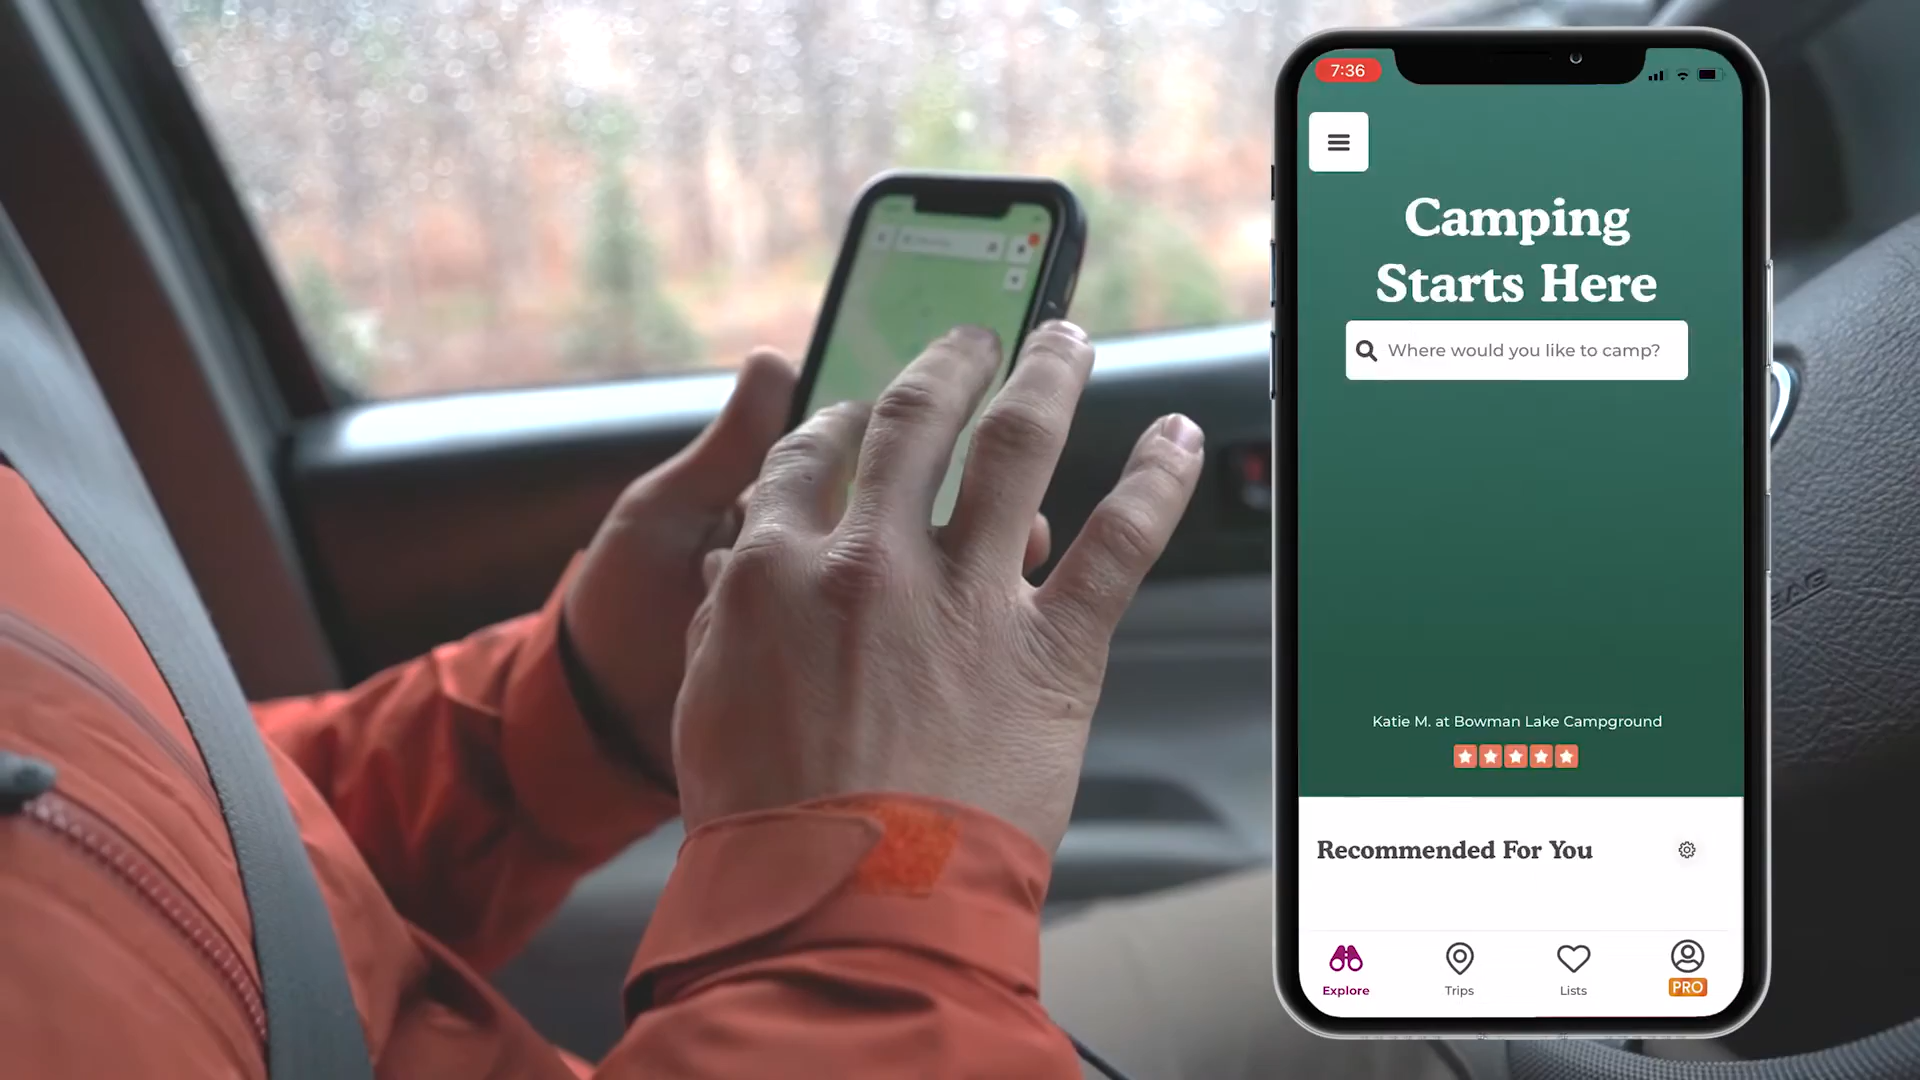 7:36
Camping
Starts Here
Where would you like to camp?
Katie M. at Bowman Lake Campground
Recommended For You
Explore
Trips
Lists
PRO